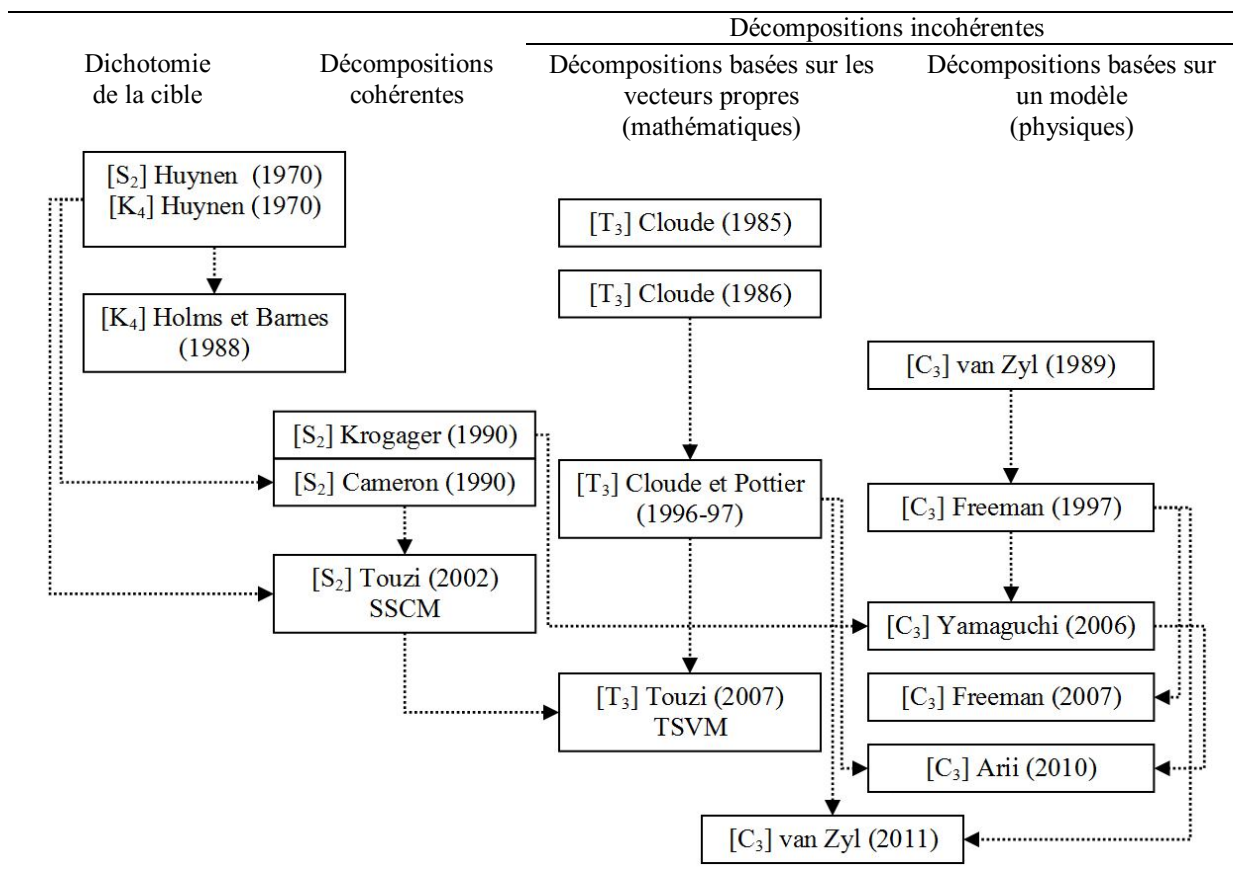 Décompositions incohérentes
Dichotomie
de la cible
Décompositions
cohérentes
Décompositions basées sur les
vecteurs propres
(mathématiques)
Décompositions basées sur
un modèle
(physiques)
[S₂] Huynen (1970)
[K₄] Huynen (1970)
[T₃] Cloude (1985)
[T₃] Cloude (1986)
[K₄] Holms et Barnes
(1988)
[C₃] van Zyl (1989)
[S₂] Krogager (1990)
[S₂] Cameron (1990)
[T₃] Cloude et Pottier
(1996-97)
[C₃] Freeman (1997)
[S₂] Touzi (2002)
SSCM
[C₃] Yamaguchi (2006)
[T₃] Touzi (2007)
TSVM
[C₃] Freeman (2007)
[C₃] Arii (2010)
[C₃] van Zyl (2011)